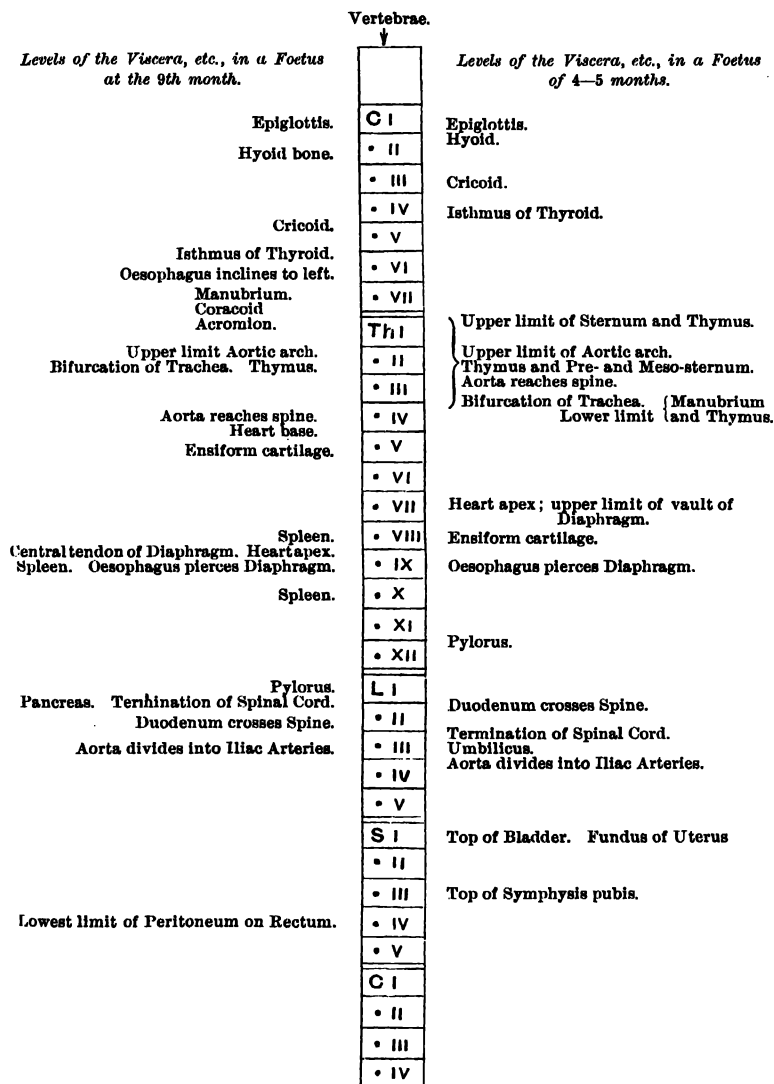 Vertebrae.
Levels of the Viscera, etc., in a Foetus
at the 9th month.
Levels of the Viscera, etc., in a Foetus
of 4—5 months.
Epiglottis.
Hyoid bone.
Cricoid.
Isthmus of Thyroid.
Oesophagus inclines to left.
Manubrium.
Coracoid
Acromion.
Upper limit Aortic arch.
Bifurcation of Trachea. Thymus.
Aorta reaches spine.
Heart base.
Ensiform cartilage.
Spleen.
Central tendon of Diaphragm. Heart apex.
Spleen. Oesophagus pierces Diaphragm.
Spleen.
Pylorus.
Pancreas. Termination of Spinal Cord.
Duodenum crosses Spine.
Aorta divides into Iliac Arteries.
Lowest limit of Peritoneum on Rectum.
C I
• II
• III
• IV
• V
• VI
• VII
Th I
• II
• III
• IV
• V
• VI
• VII
• VIII
• IX
• X
• XI
• XII
L I
• II
• III
• IV
• V
S I
• II
• III
• IV
• V
C I
• II
• III
• IV
Epiglottis.
Hyoid.
Cricoid.
Isthmus of Thyroid.
Upper limit of Sternum and Thymus.
Upper limit of Aortic arch.
Thymus and Pre- and Meso-sternum.
Aorta reaches spine.
Bifurcation of Trachea. {Manubrium
Lower limit {and Thymus.
Heart apex; upper limit of vault of
Diaphragm.
Ensiform cartilage.
Oesophagus pierces Diaphragm.
Pylorus.
Duodenum crosses Spine.
Termination of Spinal Cord.
Umbilicus.
Aorta divides into Iliac Arteries.
Top of Bladder. Fundus of Uterus
Top of Symphysis pubis.